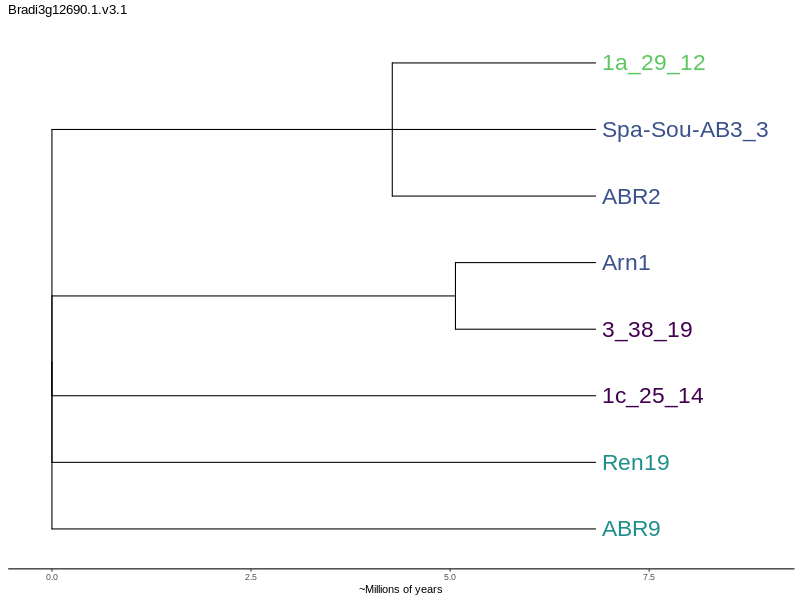 Bradi3g12690.1.v3.1
1a_29_12
Spa-Sou-AB3_3
ABR2
Arn1
3_38_19
1c_25_14
Ren19
ABR9
0.0 2.5 5.0 7.5
~Millions of years